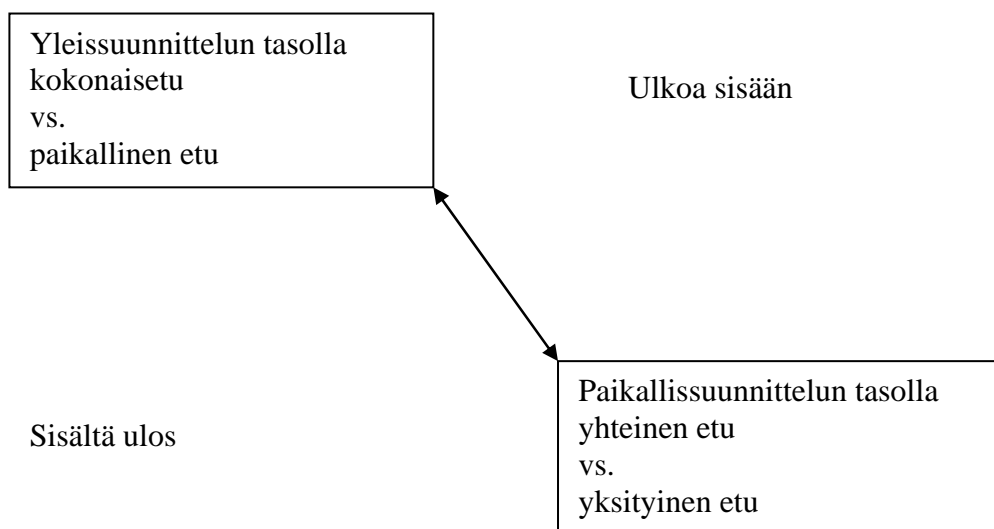 Yleissuunnittelun tasolla
kokonaisetu
vs.
paikallinen etu
Ulkoa sisään
Sisältä ulos
Paikallissuunnittelun tasolla
yhteinen etu
vs.
yksityinen etu